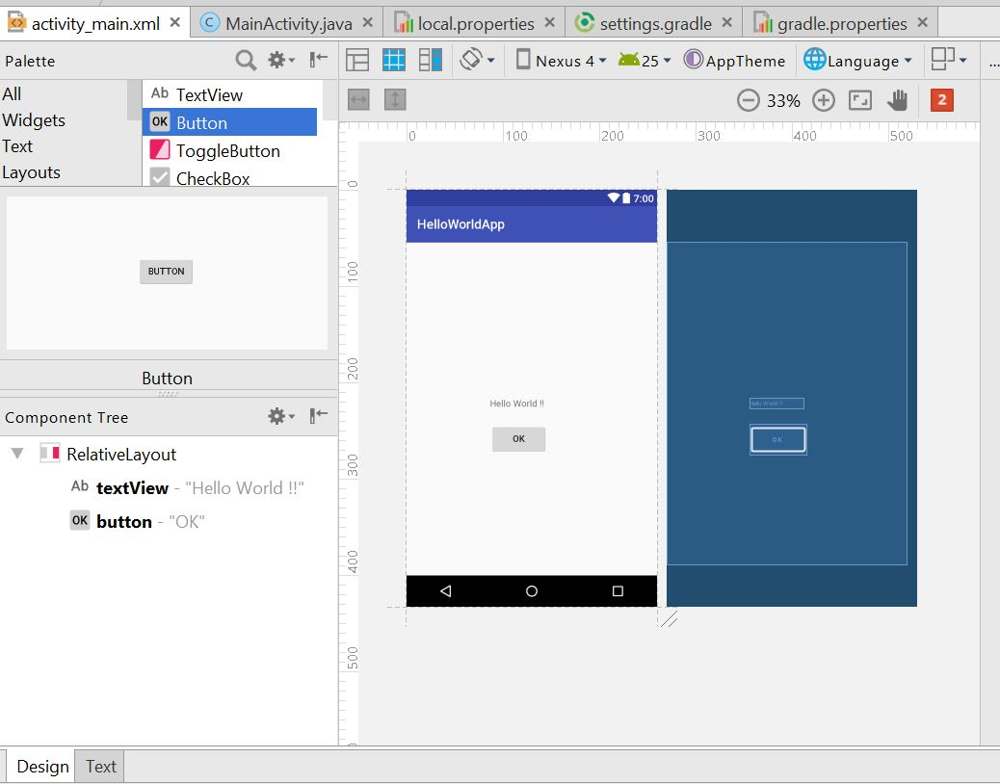 activity_main.xml MainActivity.java local.properties settings.gradle gradle.properties
Palette Nexus 4 25 AppTheme Language ...
All
Widgets
Text
Layouts
Ab TextView
OK Button
ToggleButton
CheckBox
33% 2
0 100 200 300 400 500
0
100
200
300
400
500
BUTTON
Button
Component Tree
RelativeLayout
Ab textView - "Hello World !!"
OK button - "OK"
7:00
HelloWorldApp
Hello World !!
OK
Hello World !!
OK
Design Text